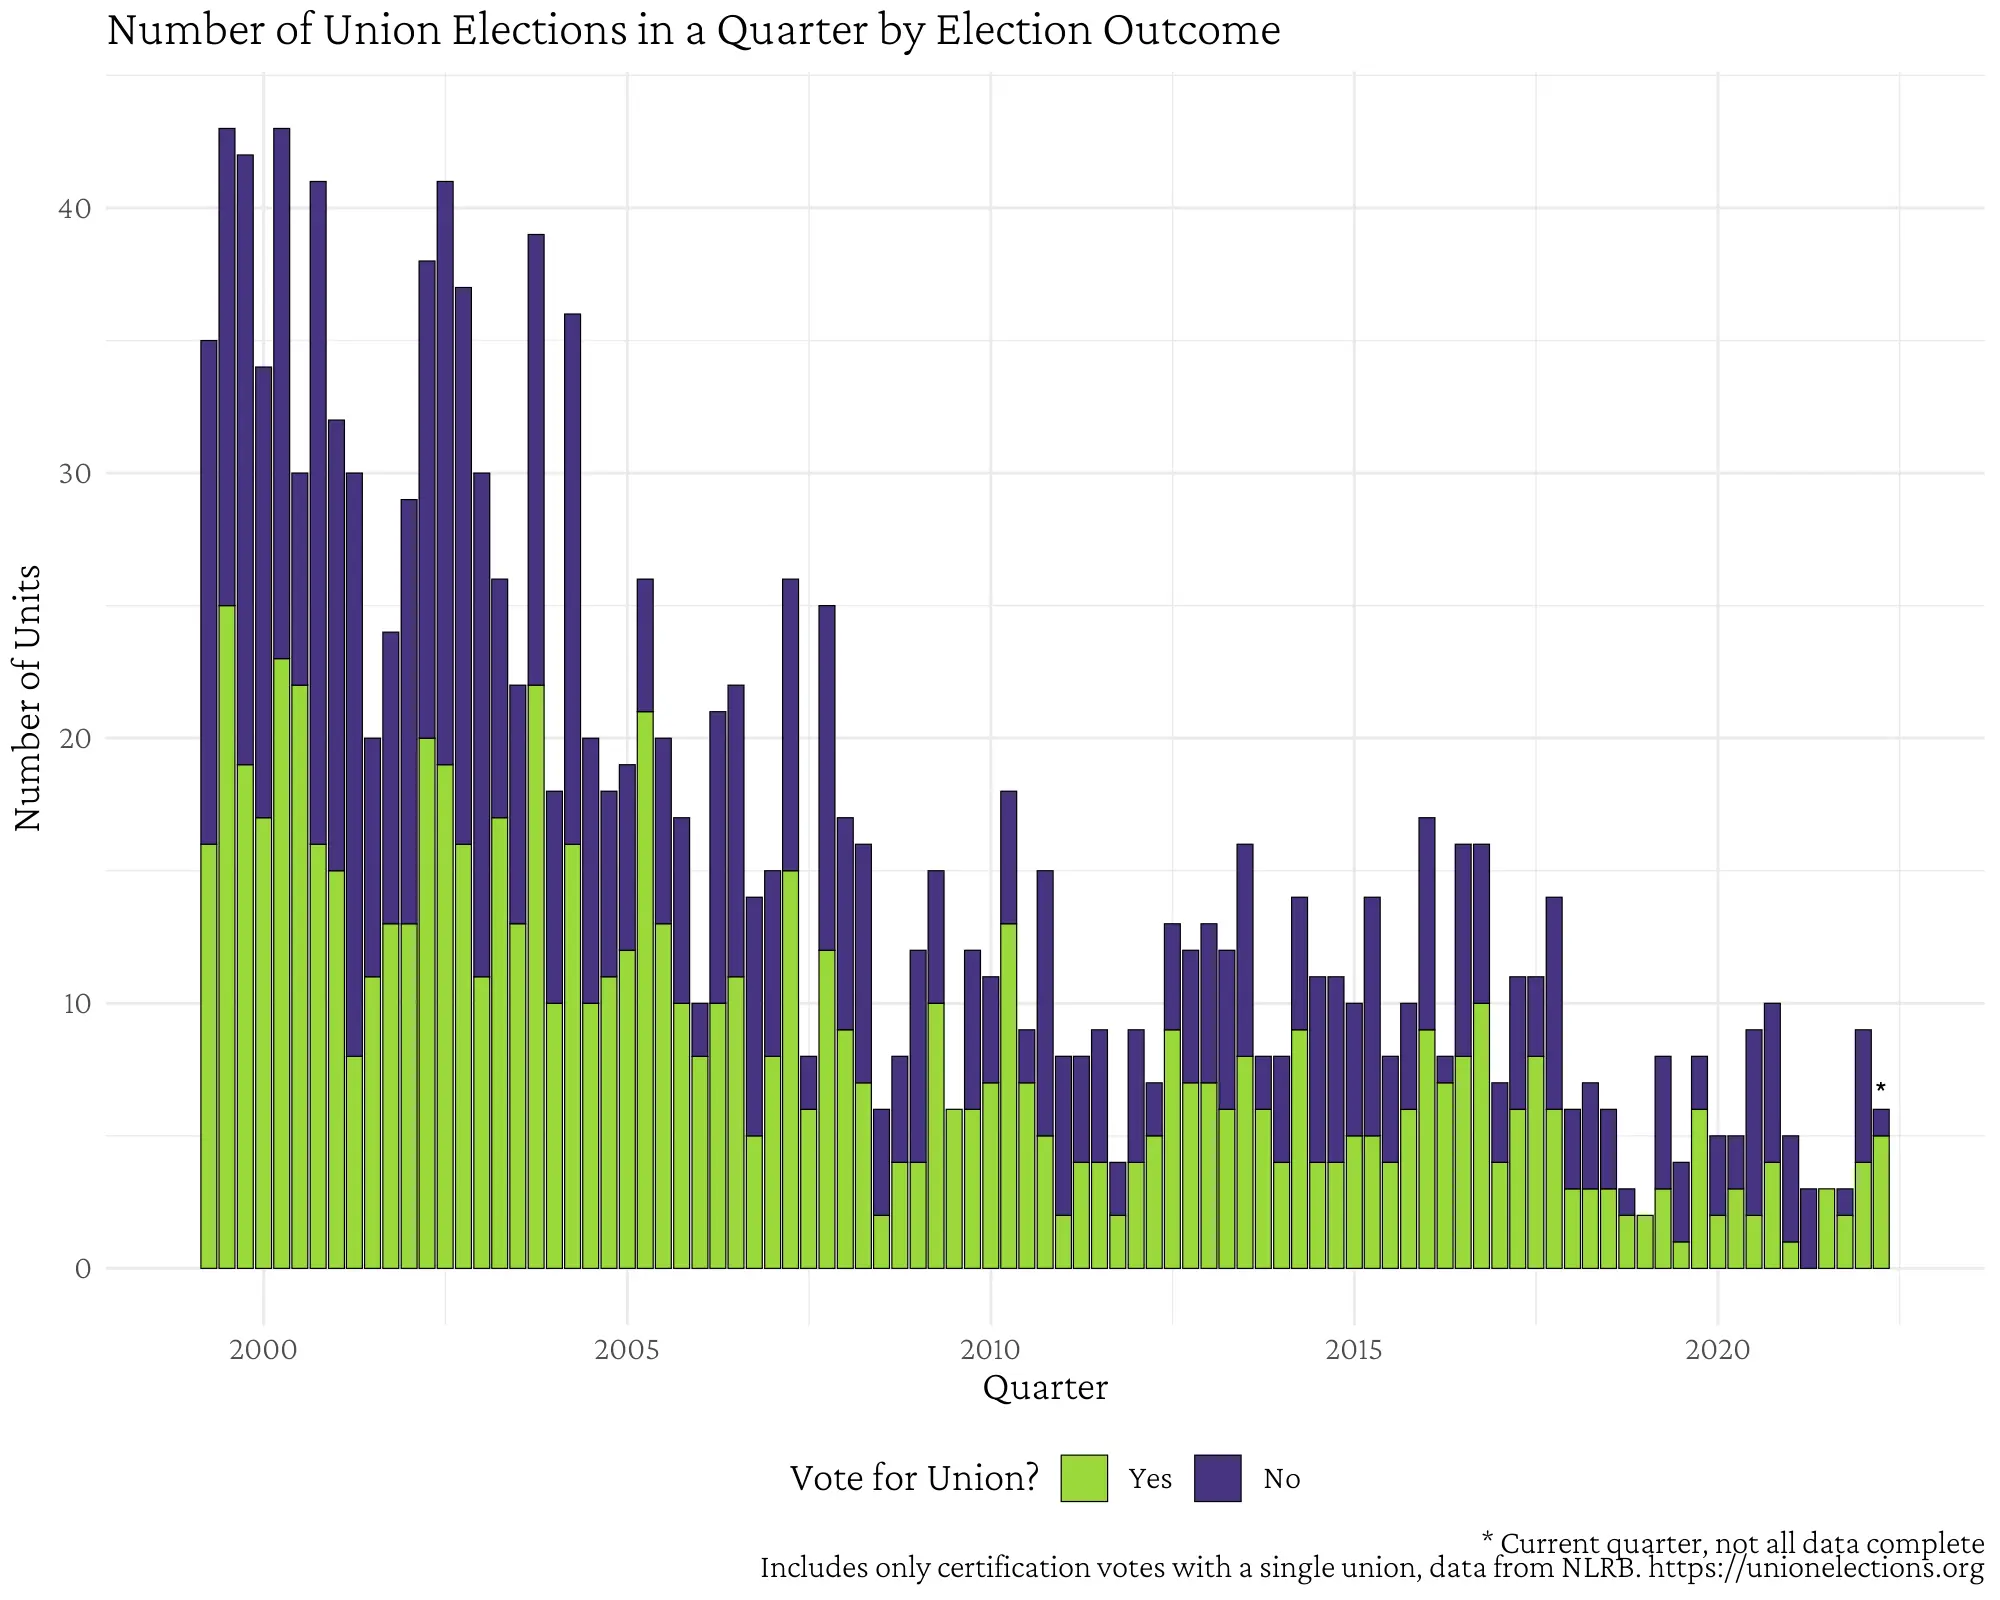 Number of Union Elections in a Quarter by Election Outcome
Number of Units
40
30
20
10
0
*
2000 2005 2010 2015 2020
Quarter
Vote for Union? Yes No
* Current quarter, not all data complete
Includes only certification votes with a single union, data from NLRB. https://unionelections.org